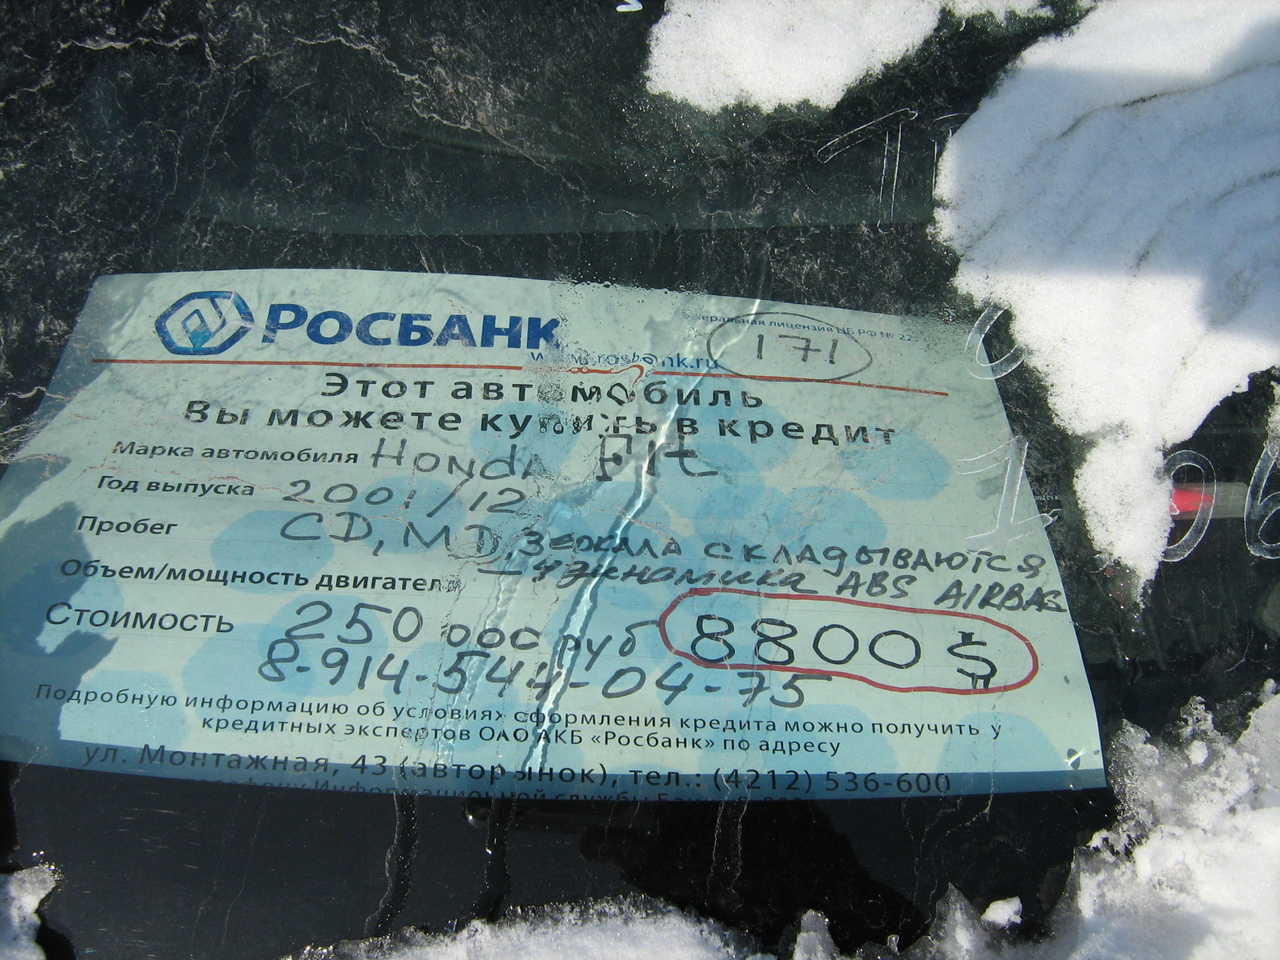 РОСБАНК
171
Этот автомобиль
Вы можете купить в кредит
Марка автомобиля Honda Fit
Год выпуска 2001/12
Пробег CD, MD, зеркала складываются
Объем/мощность двигателя ABS AIRBAG
Стоимость 250 000 руб 8800 $
8-914-544-04-75
Подробную информацию об условиях оформления кредита можно получить у
кредитных экспертов ОАО АКБ «Росбанк» по адресу
ул. Монтажная, 43 (авторынок), тел.: (4212) 536-600